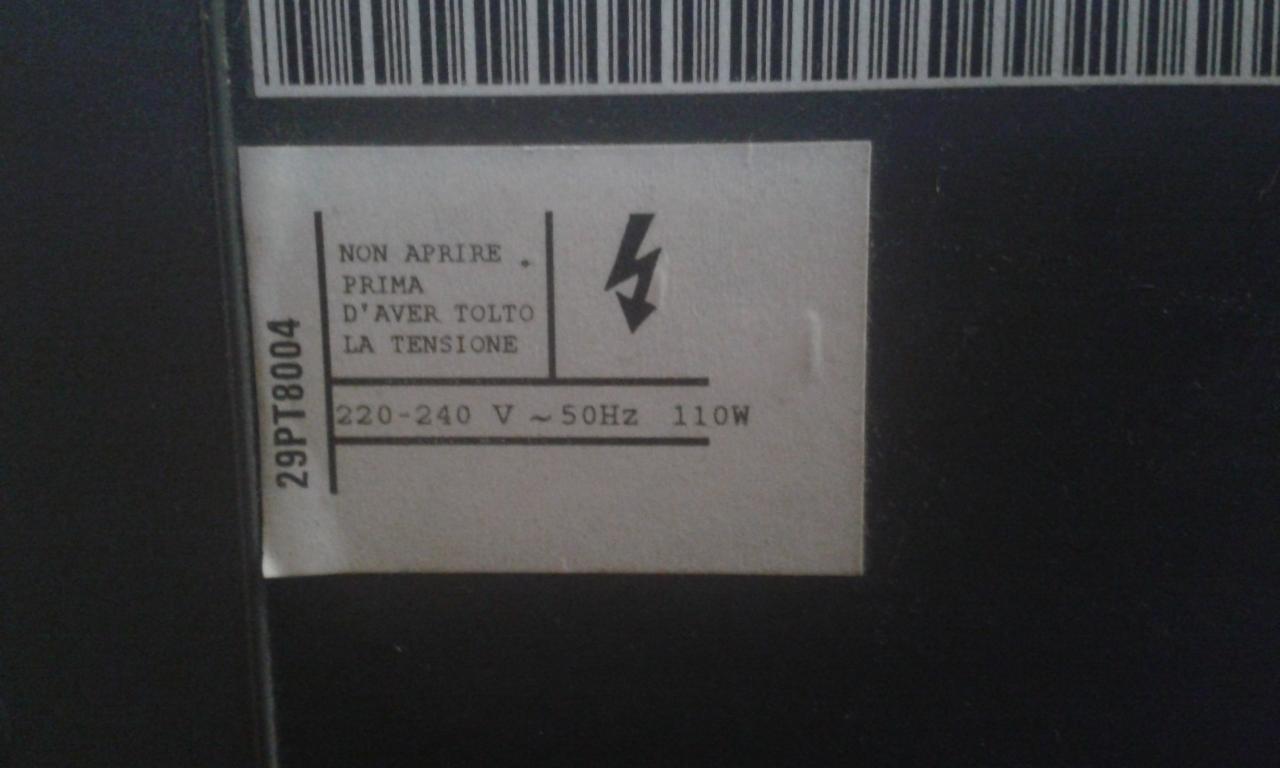 NON APRIRE
PRIMA
D'AVER TOLTO
LA TENSIONE
220-240 V ~ 50Hz 110W
29PT8004